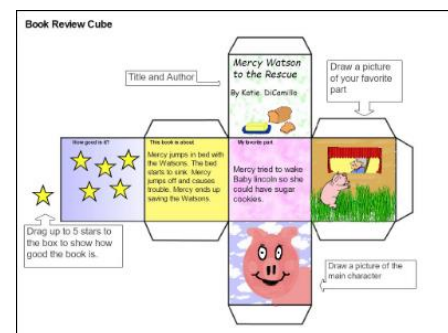 Book Review Cube
Mercy Watson
to the Rescue
By Katie DiCamillo
Title and Author
Draw a picture
of your favorite
part
How good is it?
This book is about
My favorite part
Mercy jumps in bed with
the Watsons. The bed
starts to sink. Mercy
jumps off and causes
trouble. Mercy ends up
saving the Watsons.
Mercy tried to wake
Baby lincoln so she
could have sugar
cookies.
Drag up to 5 stars to
the box to show how
good the book is.
Draw a picture of the
main character